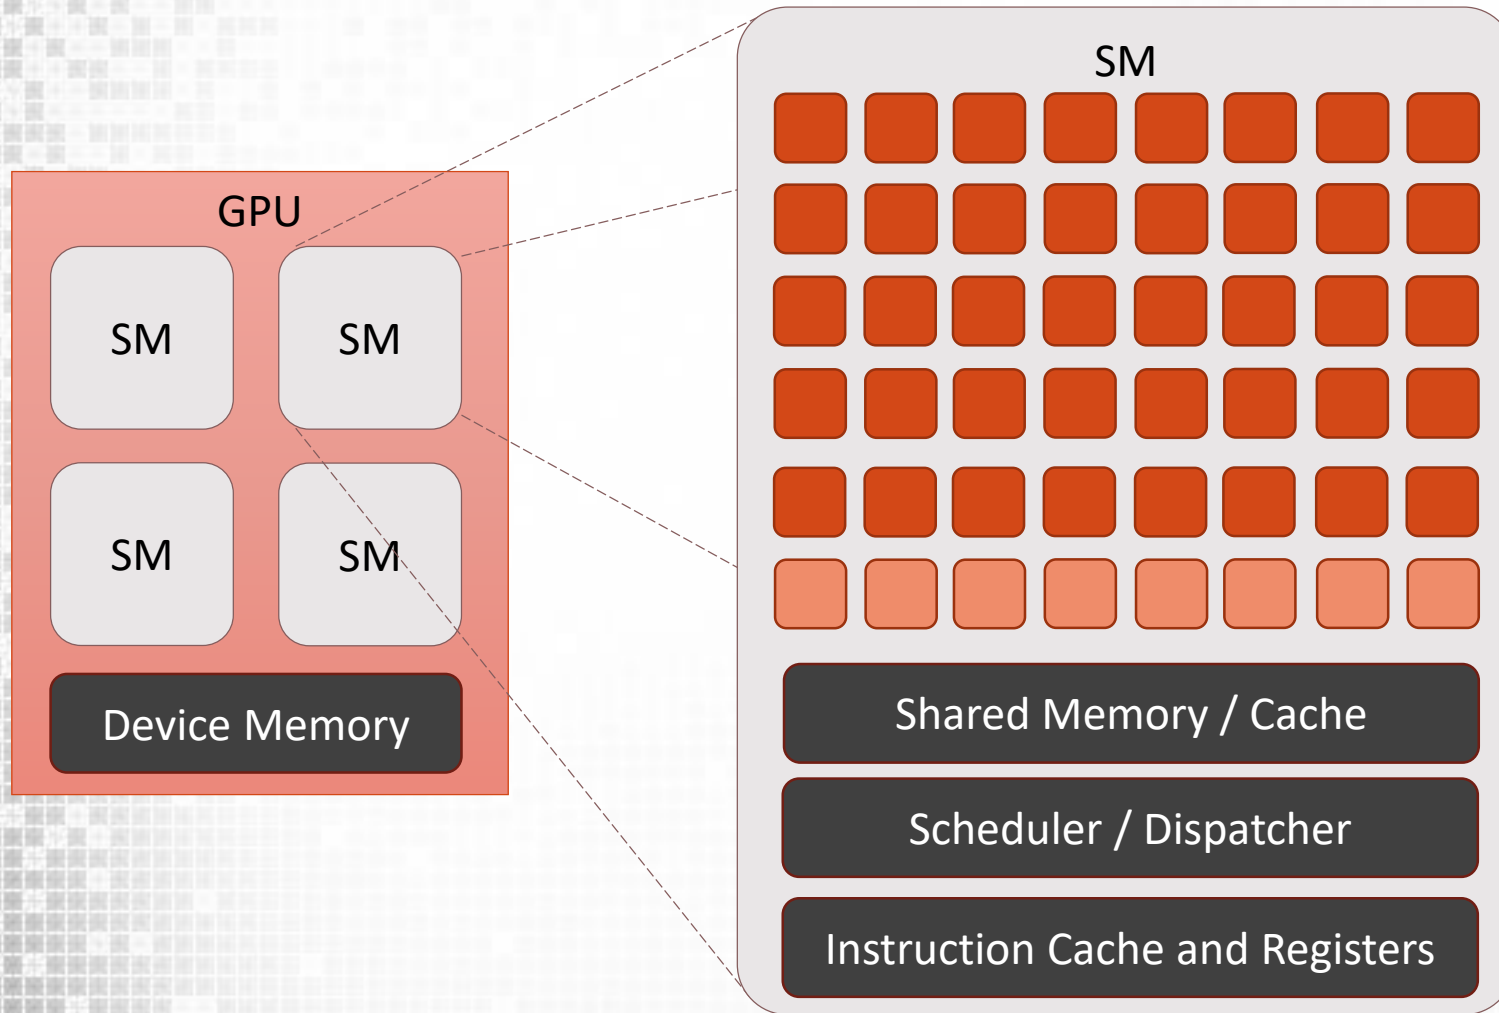 GPU
SM
SM
SM
SM
Device Memory
SM
Shared Memory / Cache
Scheduler / Dispatcher
Instruction Cache and Registers